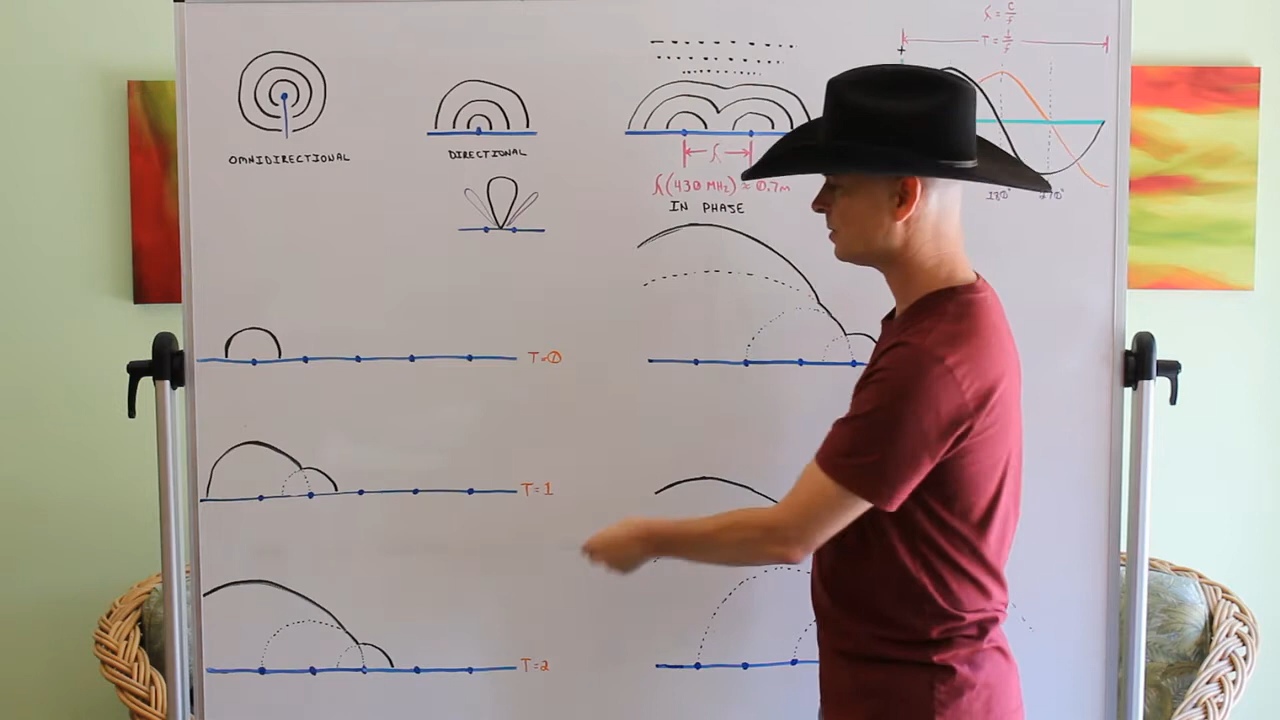 λ = c/f
+
T = 1/f
OMNIDIRECTIONAL
DIRECTIONAL
λ
λ(430 MHz) ≈ 0.7m
IN PHASE
180°
270°
T=0
T=1
T=2